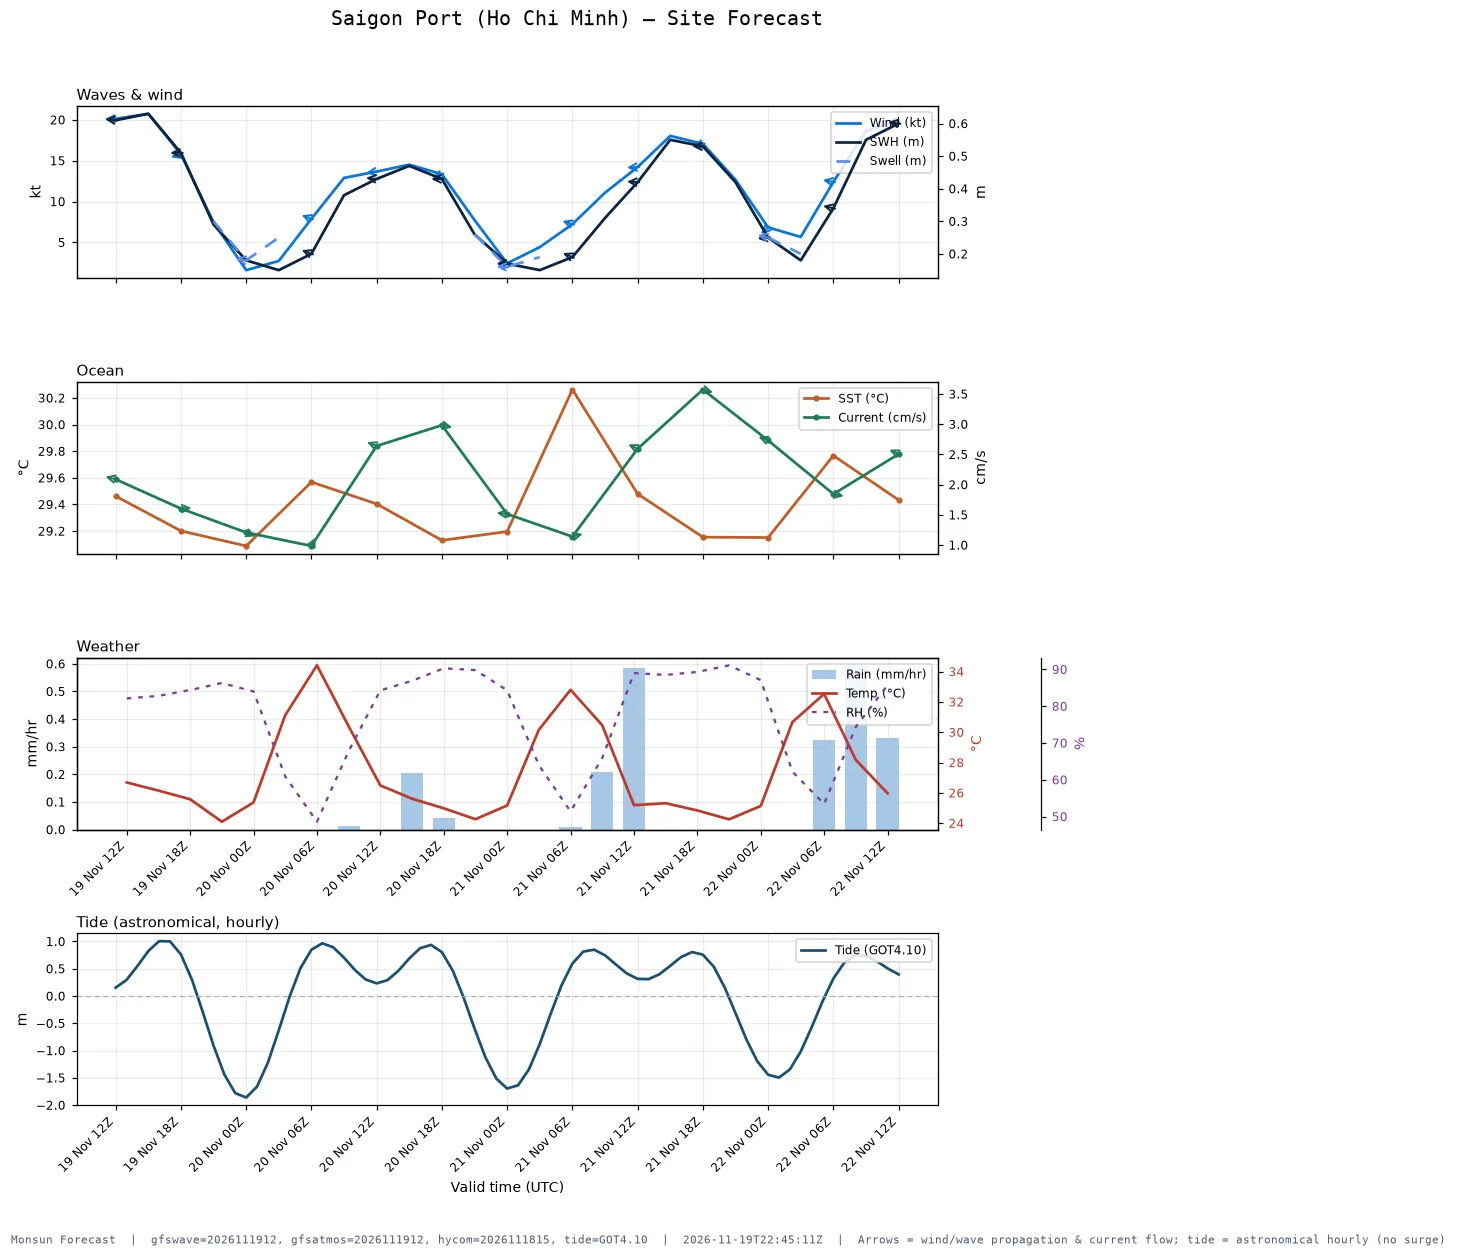 Saigon Port (Ho Chi Minh) — Site Forecast
Waves & wind
20
15
10
5
kt
0.6
0.5
0.4
0.3
0.2
m
Wind (kt)
SWH (m)
Swell (m)
Ocean
30.2
30.0
29.8
29.6
29.4
29.2
°C
3.5
3.0
2.5
2.0
1.5
1.0
cm/s
SST (°C)
Current (cm/s)
Weather
0.6
0.5
0.4
0.3
0.2
0.1
0.0
mm/hr
34
32
30
28
26
24
°C
90
80
70
60
50
%
Rain (mm/hr)
Temp (°C)
RH (%)
19 Nov 12Z
19 Nov 18Z
20 Nov 00Z
20 Nov 06Z
20 Nov 12Z
20 Nov 18Z
21 Nov 00Z
21 Nov 06Z
21 Nov 12Z
21 Nov 18Z
22 Nov 00Z
22 Nov 06Z
22 Nov 12Z
Tide (astronomical, hourly)
1.0
0.5
0.0
−0.5
−1.0
−1.5
−2.0
m
Tide (GOT4.10)
19 Nov 12Z
19 Nov 18Z
20 Nov 00Z
20 Nov 06Z
20 Nov 12Z
20 Nov 18Z
21 Nov 00Z
21 Nov 06Z
21 Nov 12Z
21 Nov 18Z
22 Nov 00Z
22 Nov 06Z
22 Nov 12Z
Valid time (UTC)
Monsun Forecast | gfswave=2026111912, gfsatmos=2026111912, hycom=2026111815, tide=GOT4.10 | 2026-11-19T22:45:11Z | Arrows = wind/wave propagation & current flow; tide = astronomical hourly (no surge)